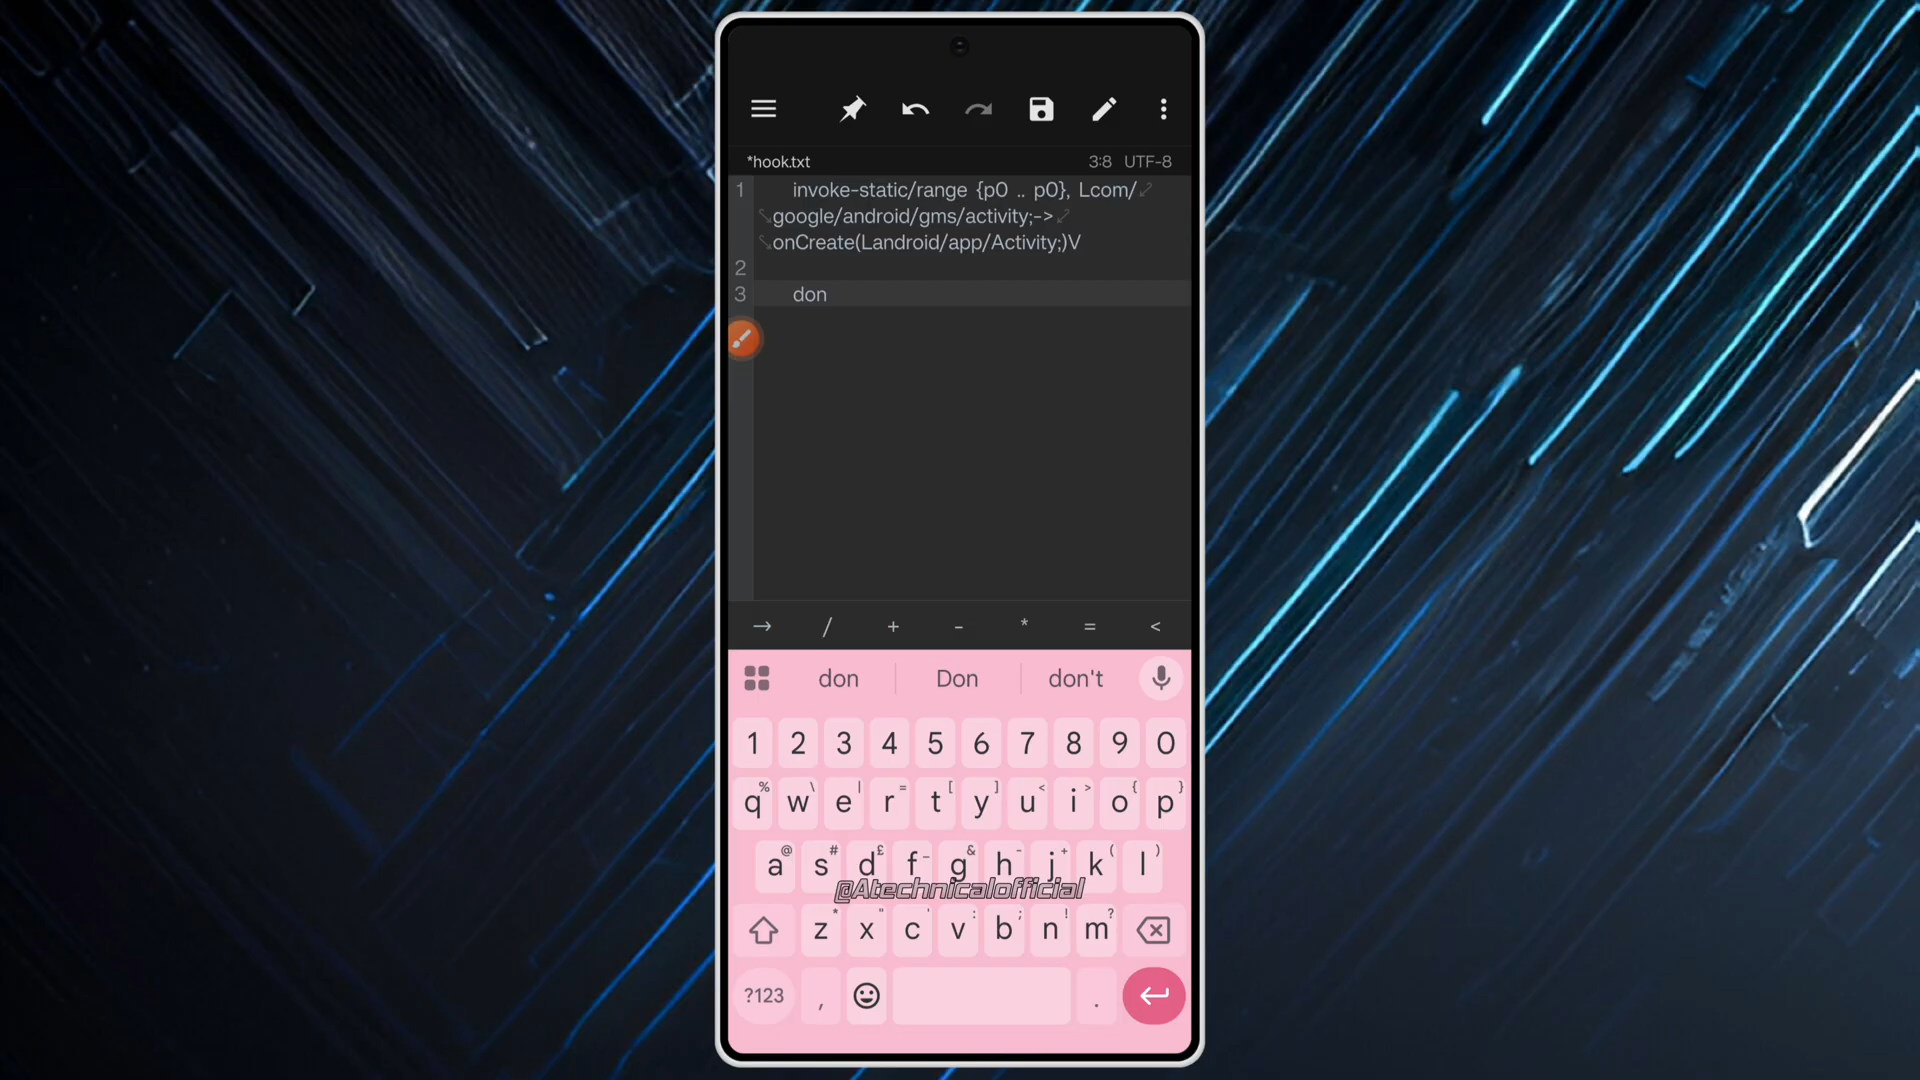 *hook.txt 3:8 UTF-8
1 invoke-static/range {p0 .. p0}, Lcom/
google/android/gms/activity;->
onCreate(Landroid/app/Activity;)V
2
3 don
→ / + - * = <
don Don don't
1 2 3 4 5 6 7 8 9 0
% \ | = [ ] < > { }
q w e r t y u i o p
@ # £ _ & - + ( )
a s d f g h j k l
@Atechnicalofficial
* " ' : ; ! ?
z x c v b n m
?123 , .